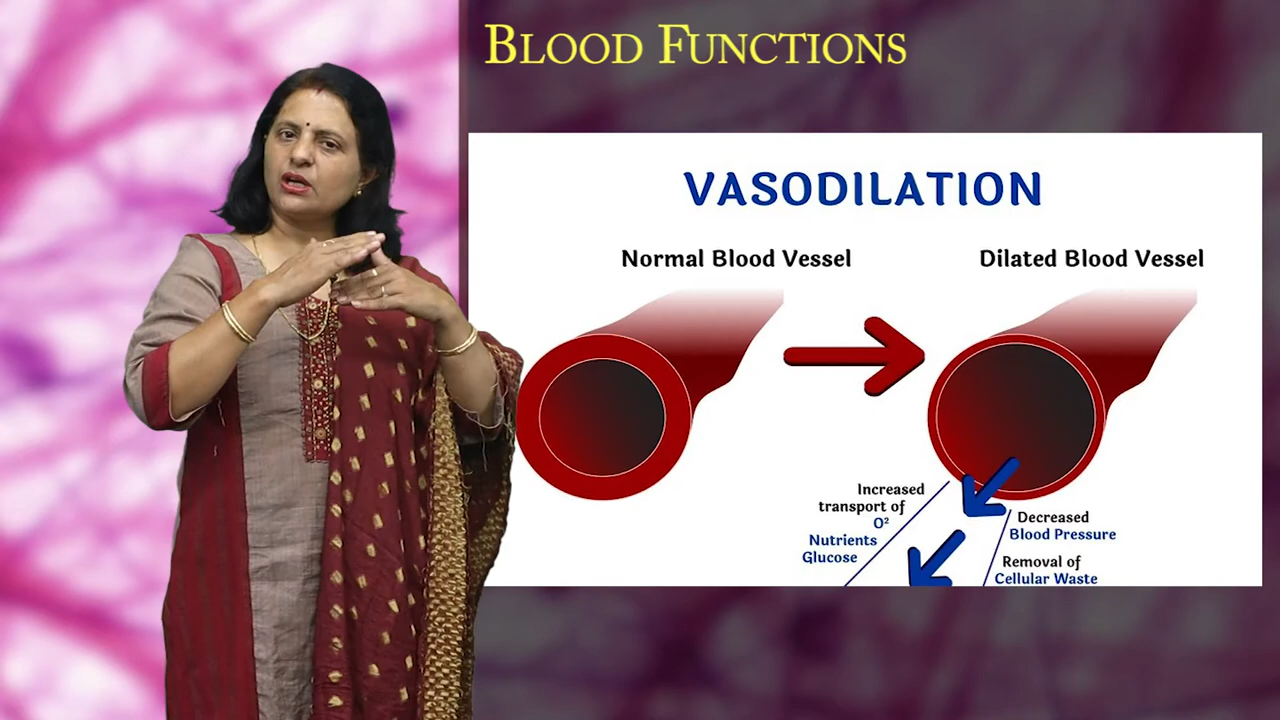 BLOOD FUNCTIONS
VASODILATION
Normal Blood Vessel
Dilated Blood Vessel
Increased
transport of
O²
Nutrients
Glucose
Decreased
Blood Pressure
Removal of
Cellular Waste